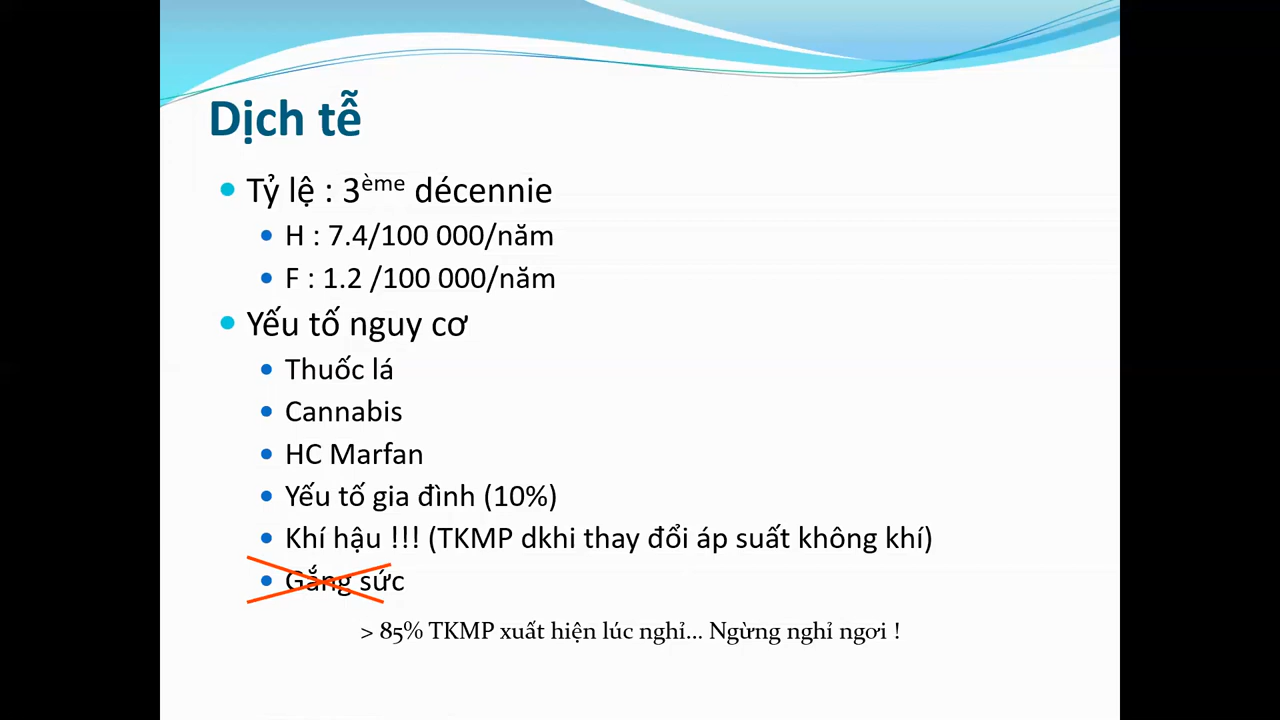 Dịch tễ
Tỷ lệ : 3ème décennie
H : 7.4/100 000/năm
F : 1.2 /100 000/năm
Yếu tố nguy cơ
Thuốc lá
Cannabis
HC Marfan
Yếu tố gia đình (10%)
Khí hậu !!! (TKMP dkhi thay đổi áp suất không khí)
Gắng sức
> 85% TKMP xuất hiện lúc nghỉ... Ngừng nghỉ ngơi !